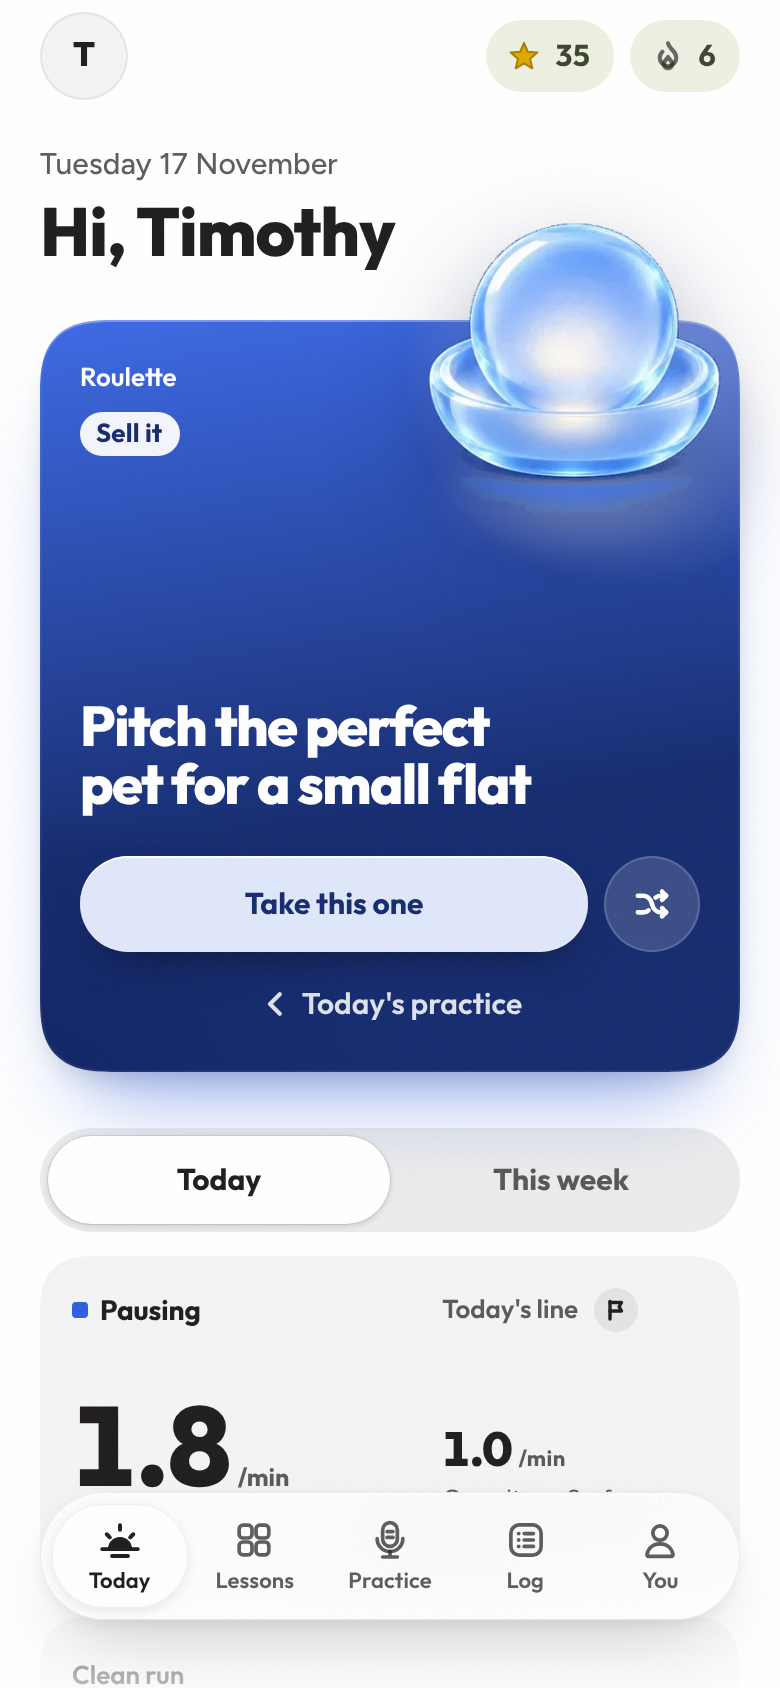 T
35
6
Tuesday 17 November
Hi, Timothy
Roulette
Sell it
Pitch the perfect
pet for a small flat
Take this one
Today's practice
Today
This week
Pausing
Today's line
1.8 /min
1.0 /min
Today
Lessons
Practice
Log
You
Clean run